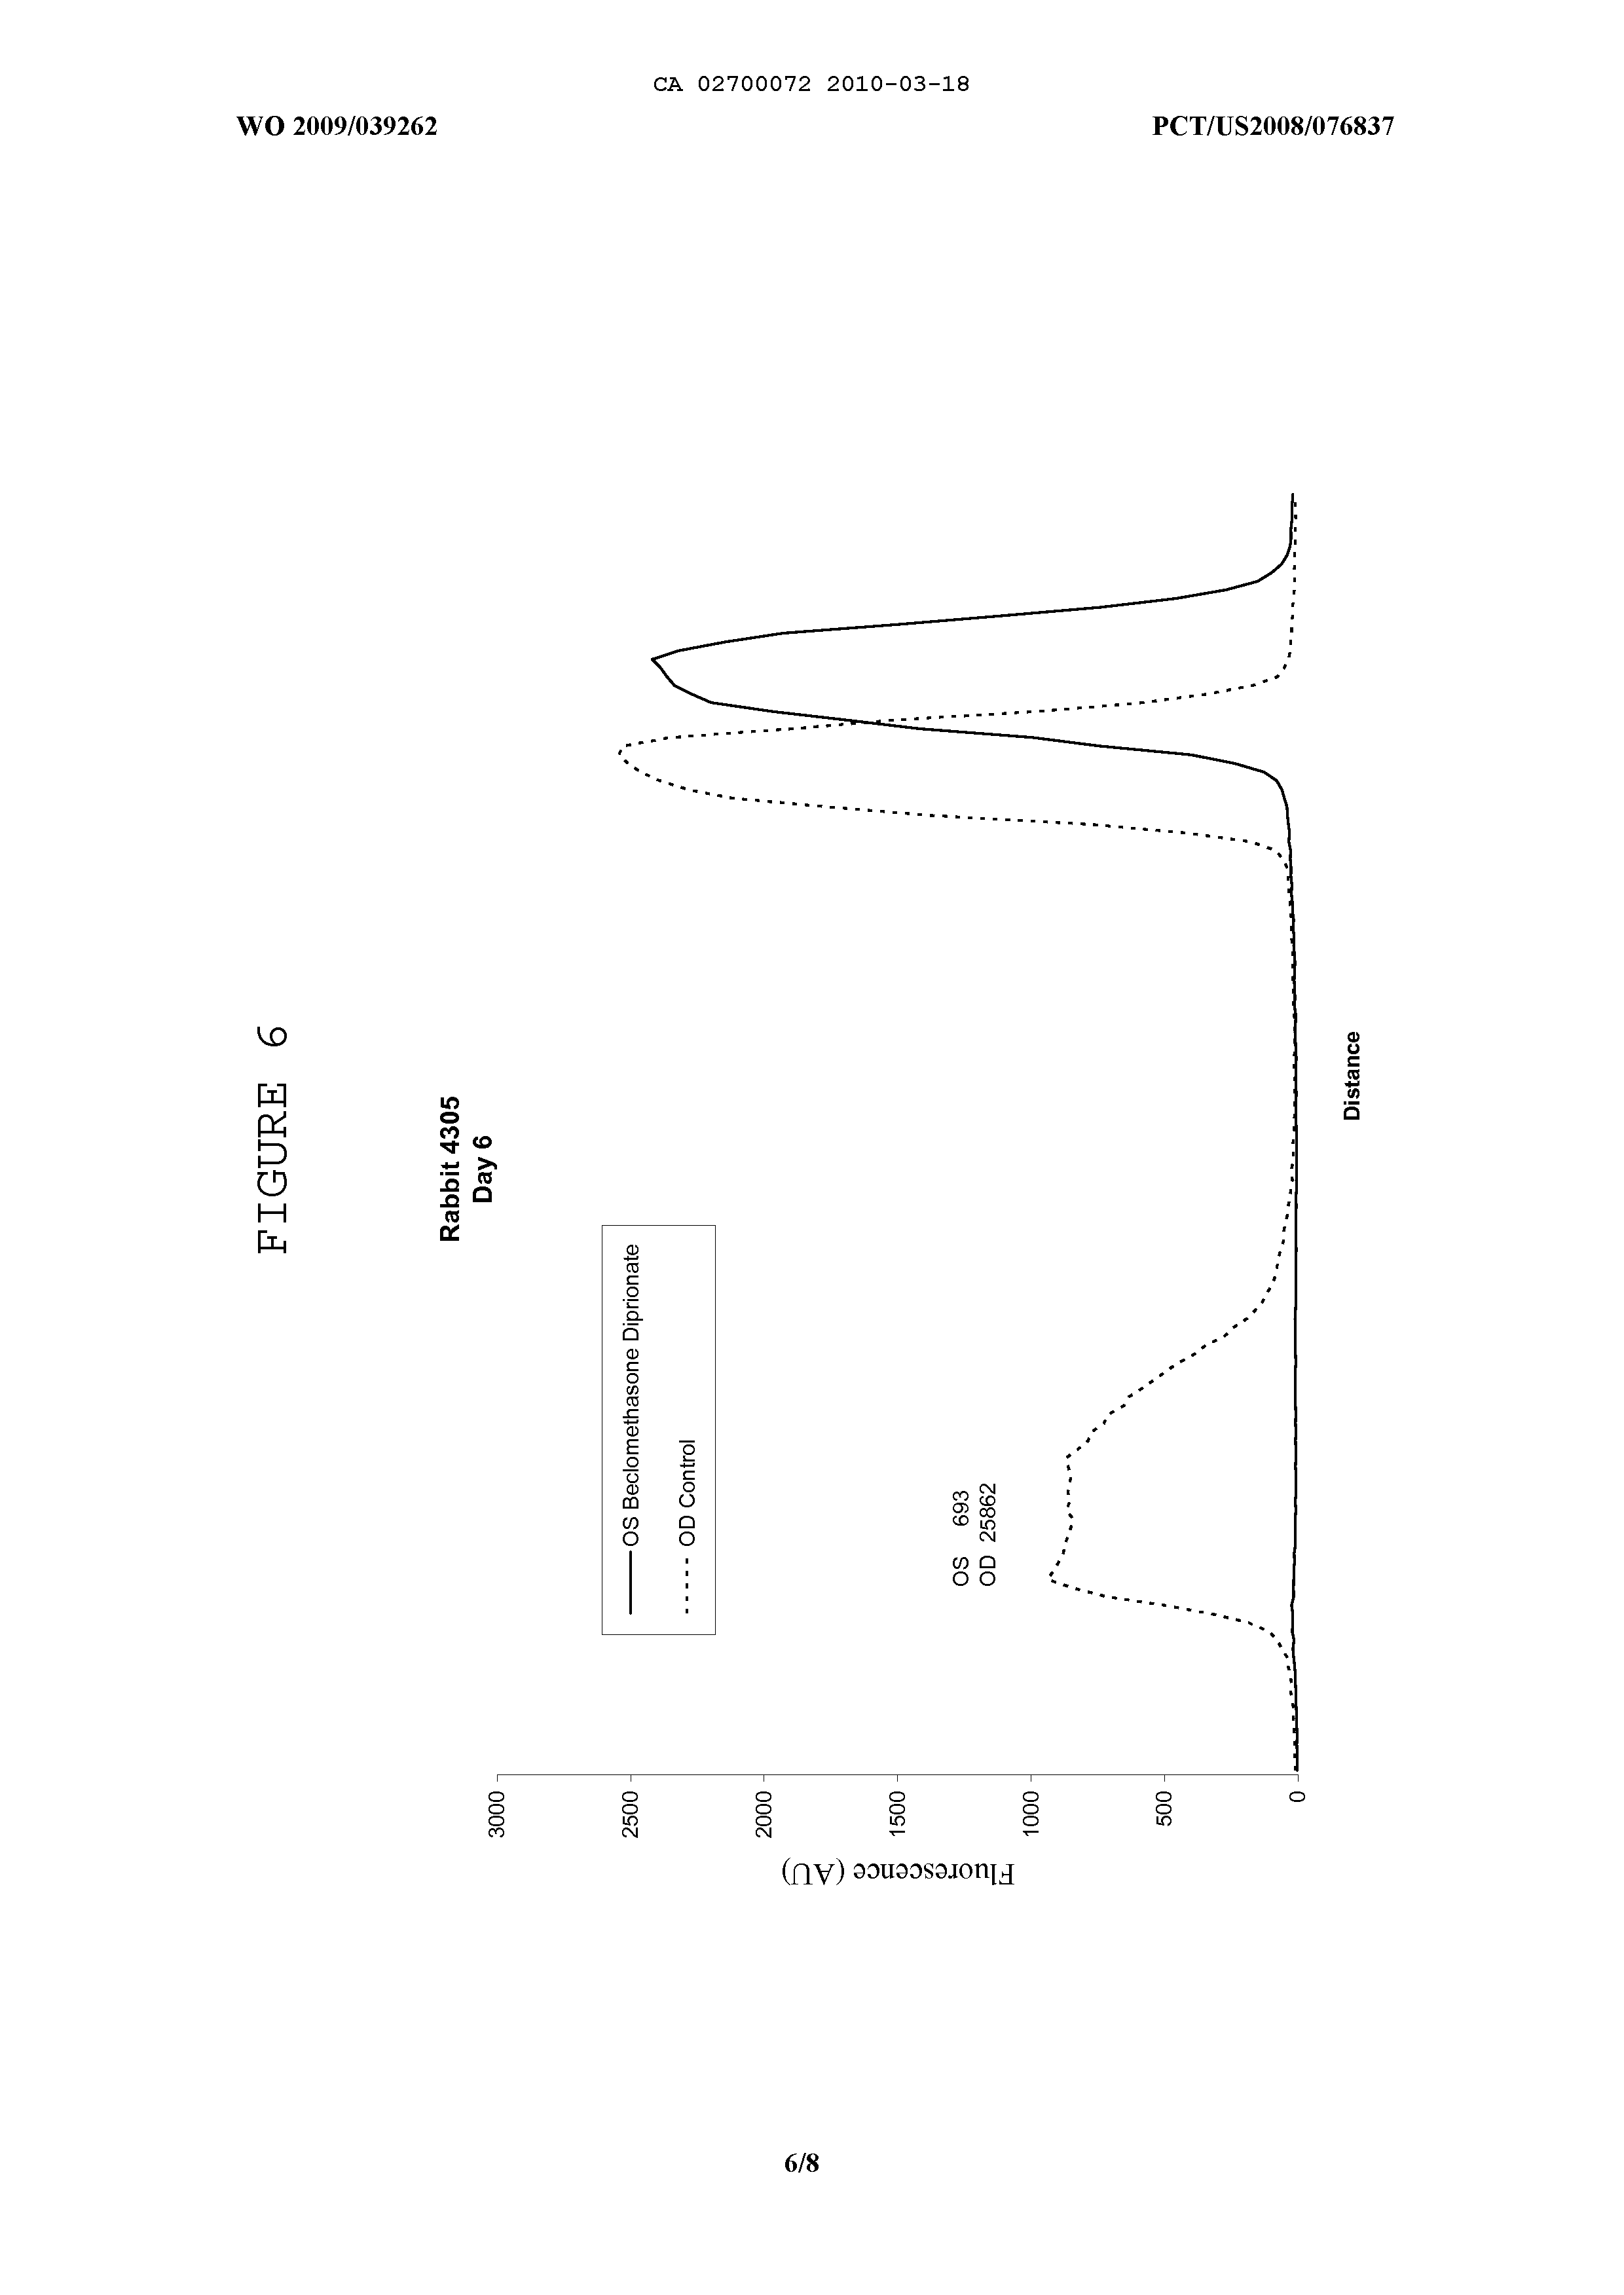 CA 02700072 2010-03-18
WO 2009/039262
PCT/US2008/076837
FIGURE 6
Rabbit 4305
Day 6
OS Beclomethasone Diprionate
OD Control
OS 693
OD 25862
3000
2500
2000
1500
1000
500
0
Fluorescence (AU)
Distance
6/8